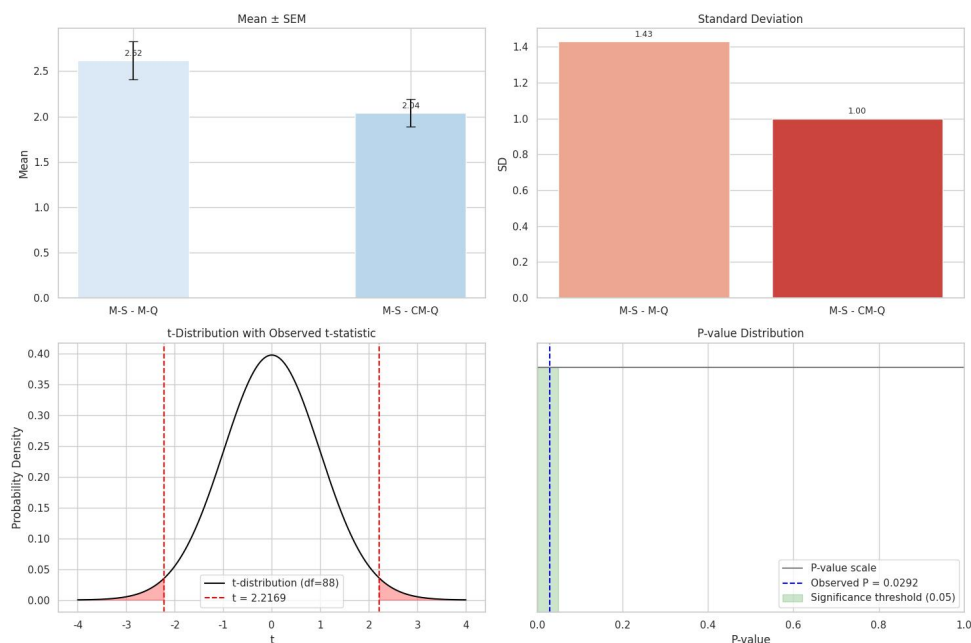 Mean ± SEM
2.5
2.0
1.5
1.0
0.5
0.0
Mean
2.62
2.04
M-S - M-Q
M-S - CM-Q
Standard Deviation
1.4
1.2
1.0
0.8
0.6
0.4
0.2
0.0
SD
1.43
1.00
M-S - M-Q
M-S - CM-Q
t-Distribution with Observed t-statistic
0.40
0.35
0.30
0.25
0.20
0.15
0.10
0.05
0.00
Probability Density
t-distribution (df=88)
t = 2.2169
-4 -3 -2 -1 0 1 2 3 4
t
P-value Distribution
P-value scale
Observed P = 0.0292
Significance threshold (0.05)
0.0 0.2 0.4 0.6 0.8 1.0
P-value